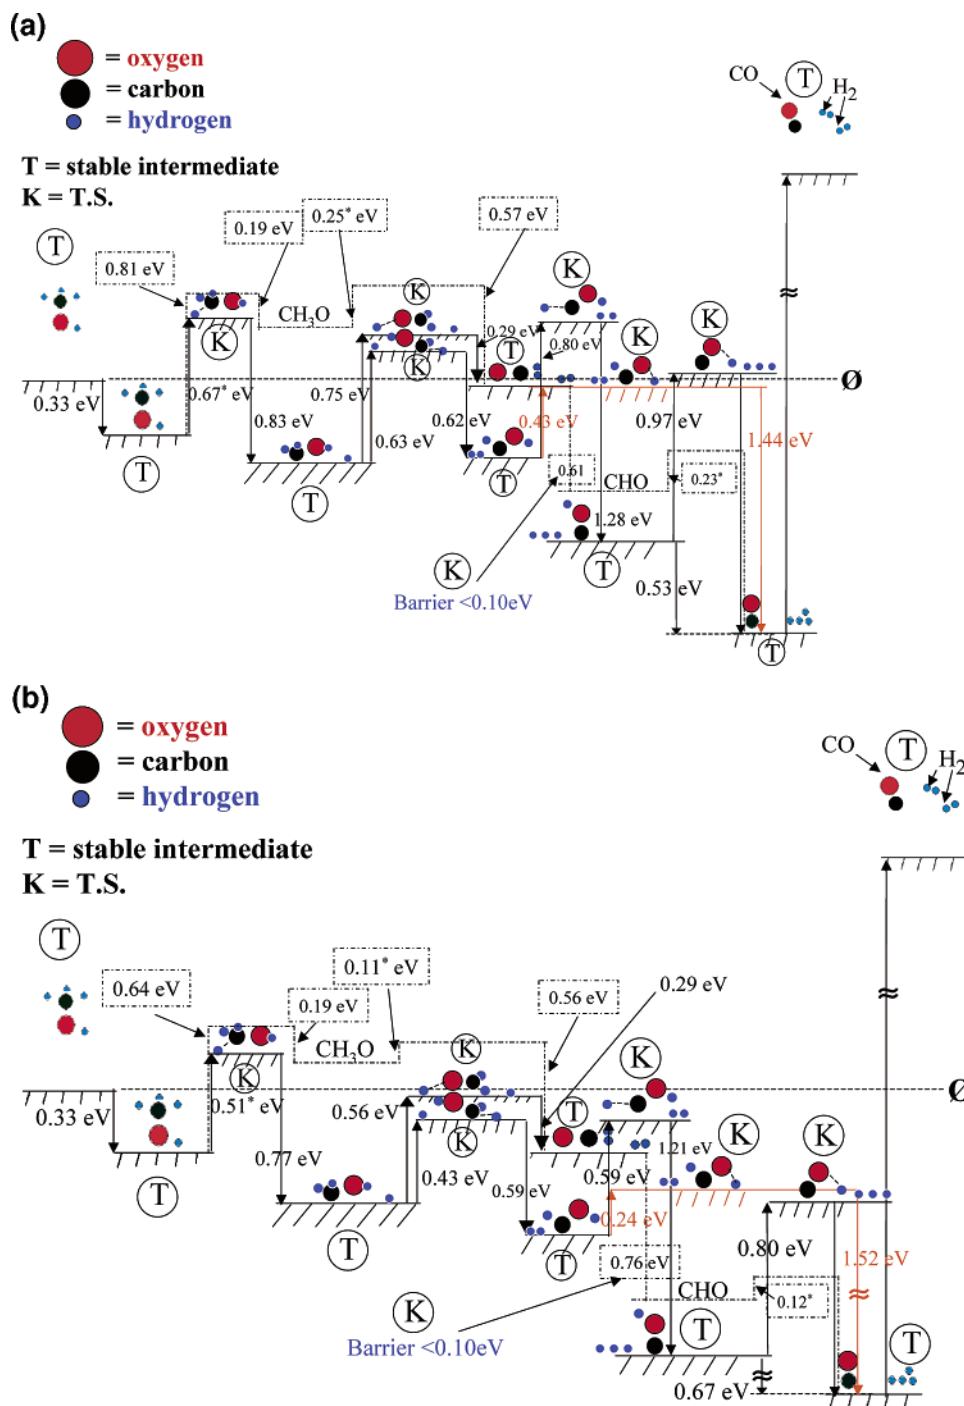 (a)
= oxygen
= carbon
= hydrogen
T = stable intermediate
K = T.S.
CO
T
H2
T
0.81 eV
0.19 eV
0.25* eV
0.57 eV
K
CH3O
K
K
K
0.29 eV
0.80 eV
K
K
T
K
Ø
0.33 eV
0.67* eV
0.83 eV
0.75 eV
0.63 eV
0.62 eV
0.43 eV
0.97 eV
1.44 eV
T
T
T
0.61
CHO
0.23*
1.28 eV
K
T
0.53 eV
Barrier <0.10eV
T
(b)
= oxygen
= carbon
= hydrogen
T = stable intermediate
K = T.S.
CO
T
H2
T
0.64 eV
0.19 eV
0.11* eV
0.56 eV
0.29 eV
CH3O
K
K
K
K
T
Ø
0.33 eV
0.51* eV
0.56 eV
0.77 eV
0.43 eV
0.59 eV
0.59 eV
1.21 eV
K
K
T
T
T
0.24 eV
0.76 eV
0.80 eV
1.52 eV
CHO
0.12*
K
T
T
Barrier <0.10eV
0.67 eV